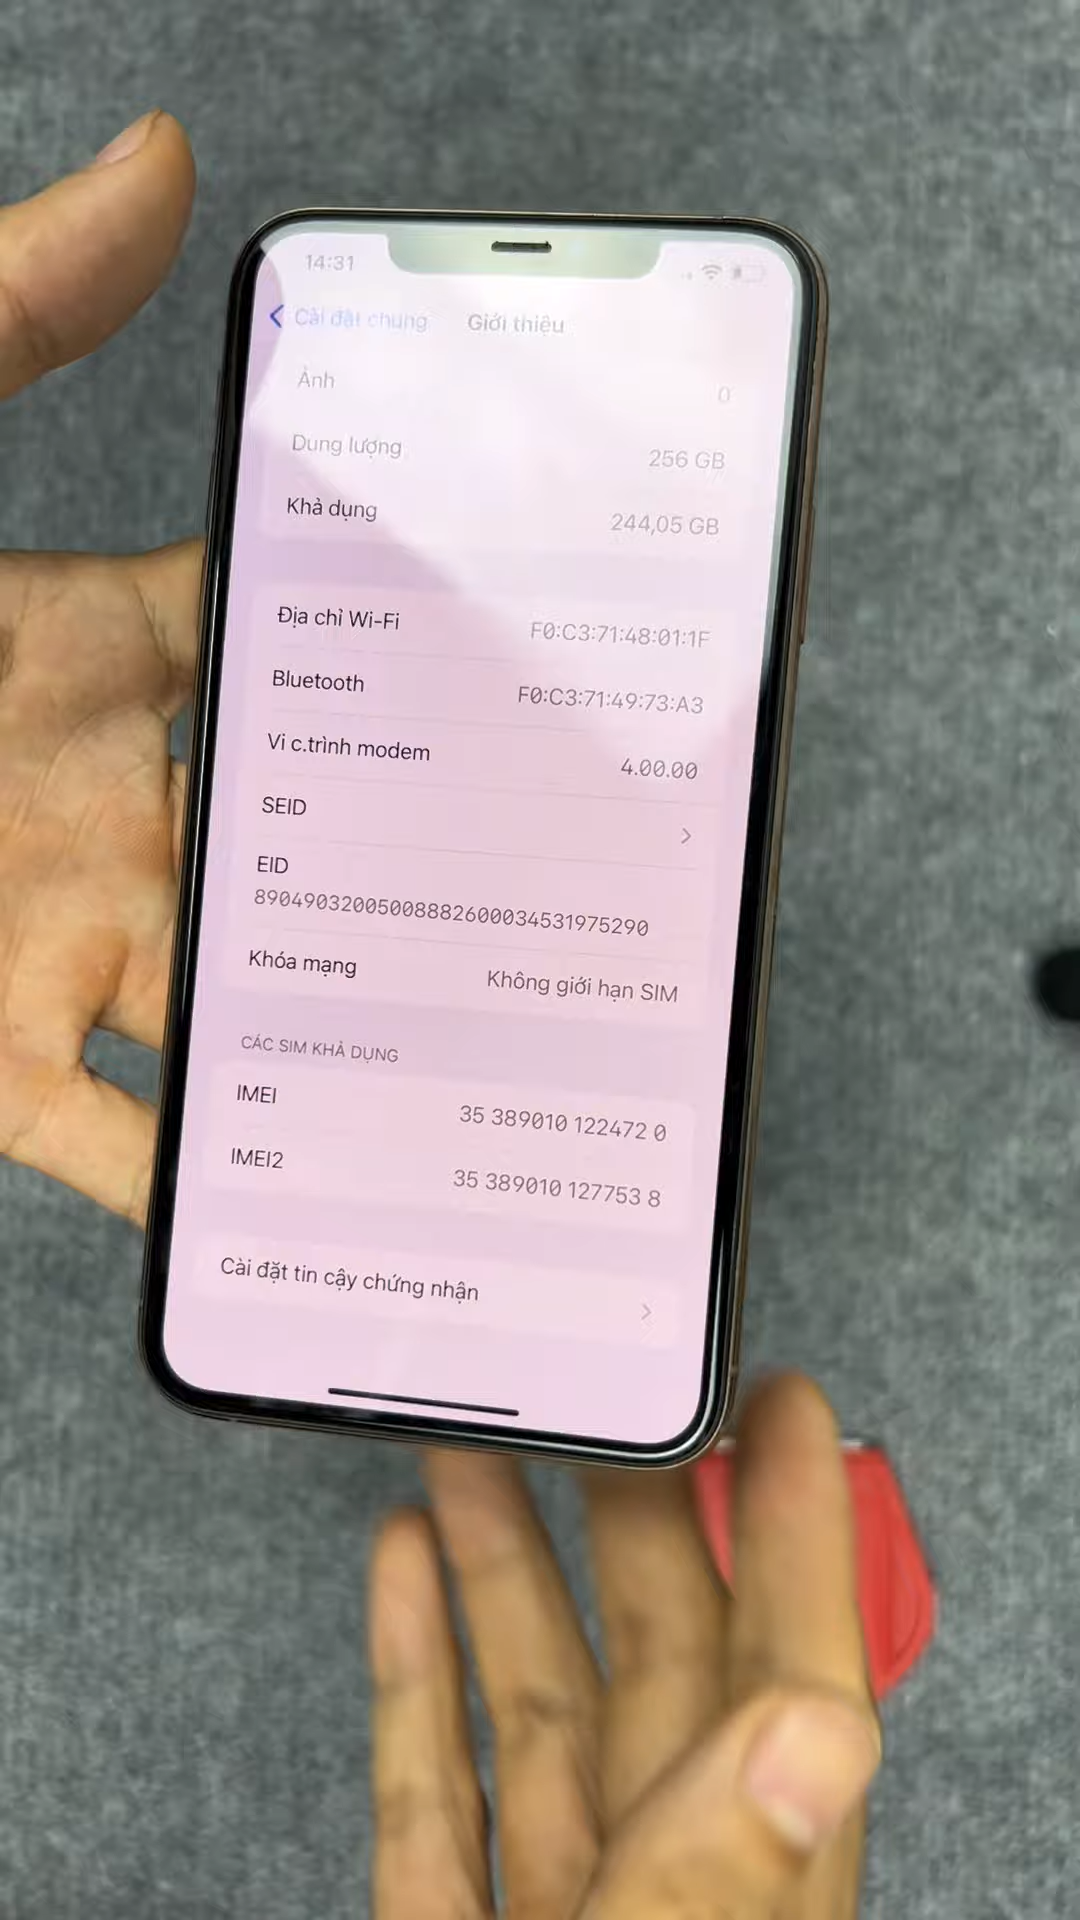 14:31
Cài đặt chung Giới thiệu
Ảnh 0
Dung lượng 256 GB
Khả dụng 244,05 GB
Địa chỉ Wi-Fi F0:C3:71:48:01:1F
Bluetooth F0:C3:71:49:73:A3
Vi c.trình modem 4.00.00
SEID
EID
89049032005008882600034531975290
Khóa mạng Không giới hạn SIM
CÁC SIM KHẢ DỤNG
IMEI 35 389010 122472 0
IMEI2 35 389010 127753 8
Cài đặt tin cậy chứng nhận